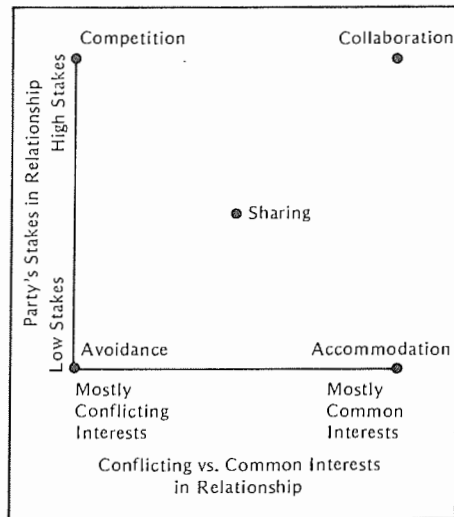 Competition
Collaboration
Party's Stakes in Relationship
High Stakes
Low Stakes
Sharing
Avoidance
Accommodation
Mostly
Conflicting
Interests
Mostly
Common
Interests
Conflicting vs. Common Interests
in Relationship